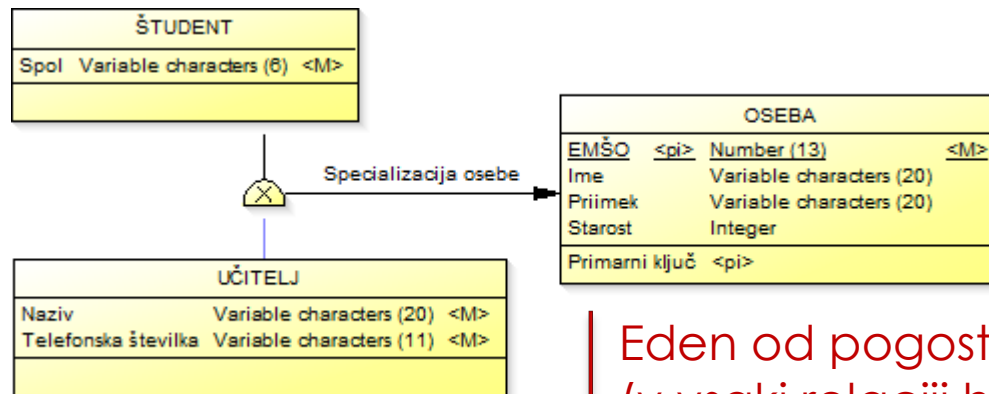 ŠTUDENT
Spol Variable characters (6) <M>
Specializacija osebe
OSEBA
EMŠO <pi> Number (13) <M>
Ime Variable characters (20)
Priimek Variable characters (20)
Starost Integer
Primarni ključ <pi>
UČITELJ
Naziv Variable characters (20) <M>
Telefonska številka Variable characters (11) <M>
Eden od pogost